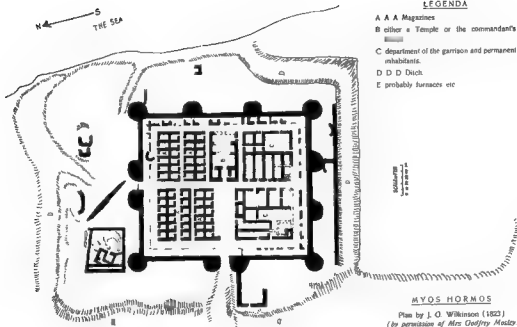 N
S
THE SEA
LEGENDA
A A A Magazines
B either a Temple or the commandant's
C department of the garrison and permanent
inhabitants.
D D D Ditch
E probably furnaces etc
MYOS HORMOS
Plan by J. G. Wilkinson (1823)
(by permission of Mrs Godfrey Mosley